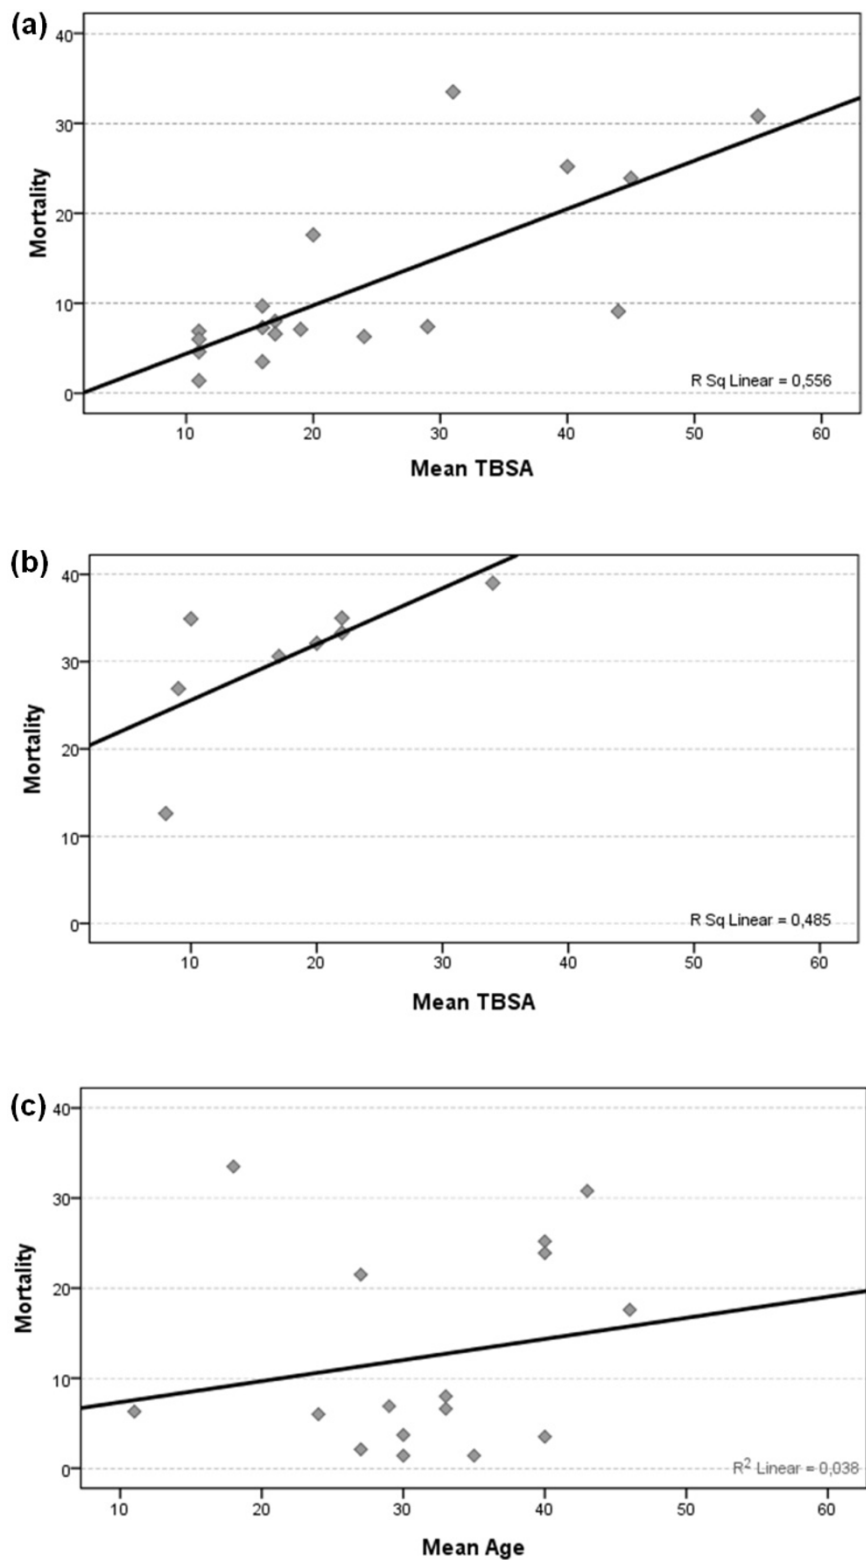 (a)
40
30
20
10
0
Mortality
R Sq Linear = 0,556
10 20 30 40 50 60
Mean TBSA
(b)
40
30
20
10
0
Mortality
R Sq Linear = 0,485
10 20 30 40 50 60
Mean TBSA
(c)
40
30
20
10
0
Mortality
R² Linear = 0,038
10 20 30 40 50 60
Mean Age